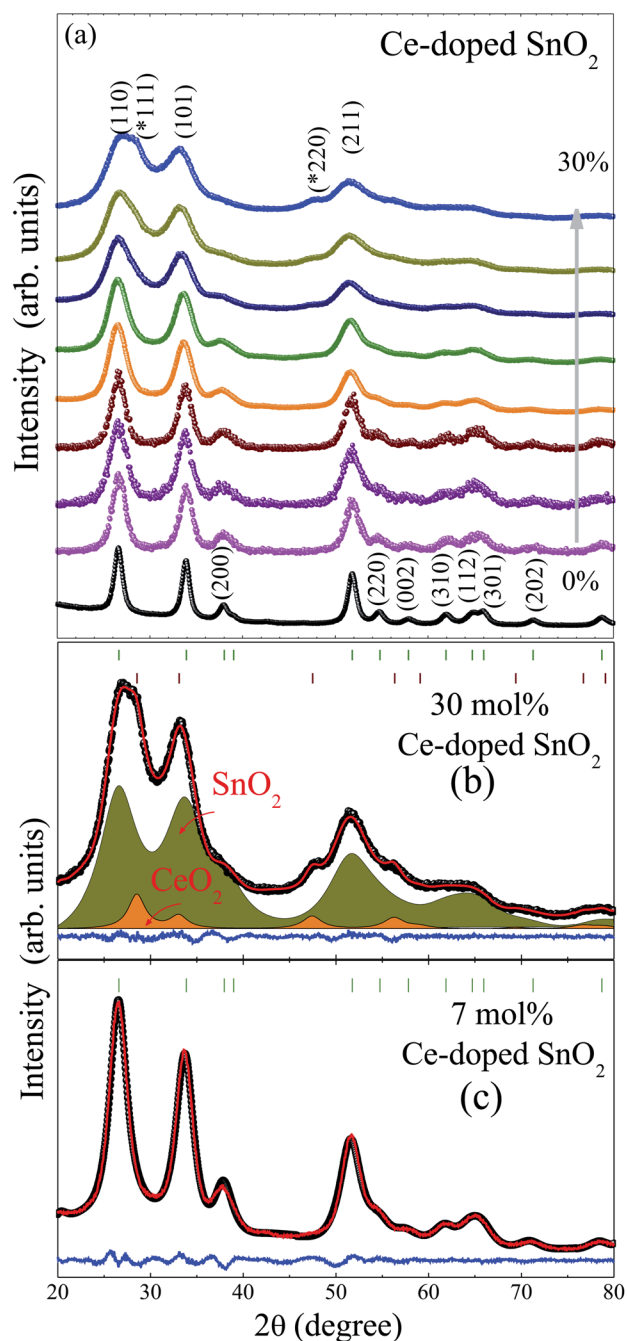 (a)
Ce-doped SnO₂
(110)
(*111)
(101)
(*220)
(211)
30%
Intensity (arb. units)
(200)
(220)
(002)
(310)
(112)
(301)
(202)
0%
30 mol%
Ce-doped SnO₂
(b)
SnO₂
CeO₂
Intensity (arb. units)
7 mol%
Ce-doped SnO₂
(c)
20 30 40 50 60 70 80
2θ (degree)